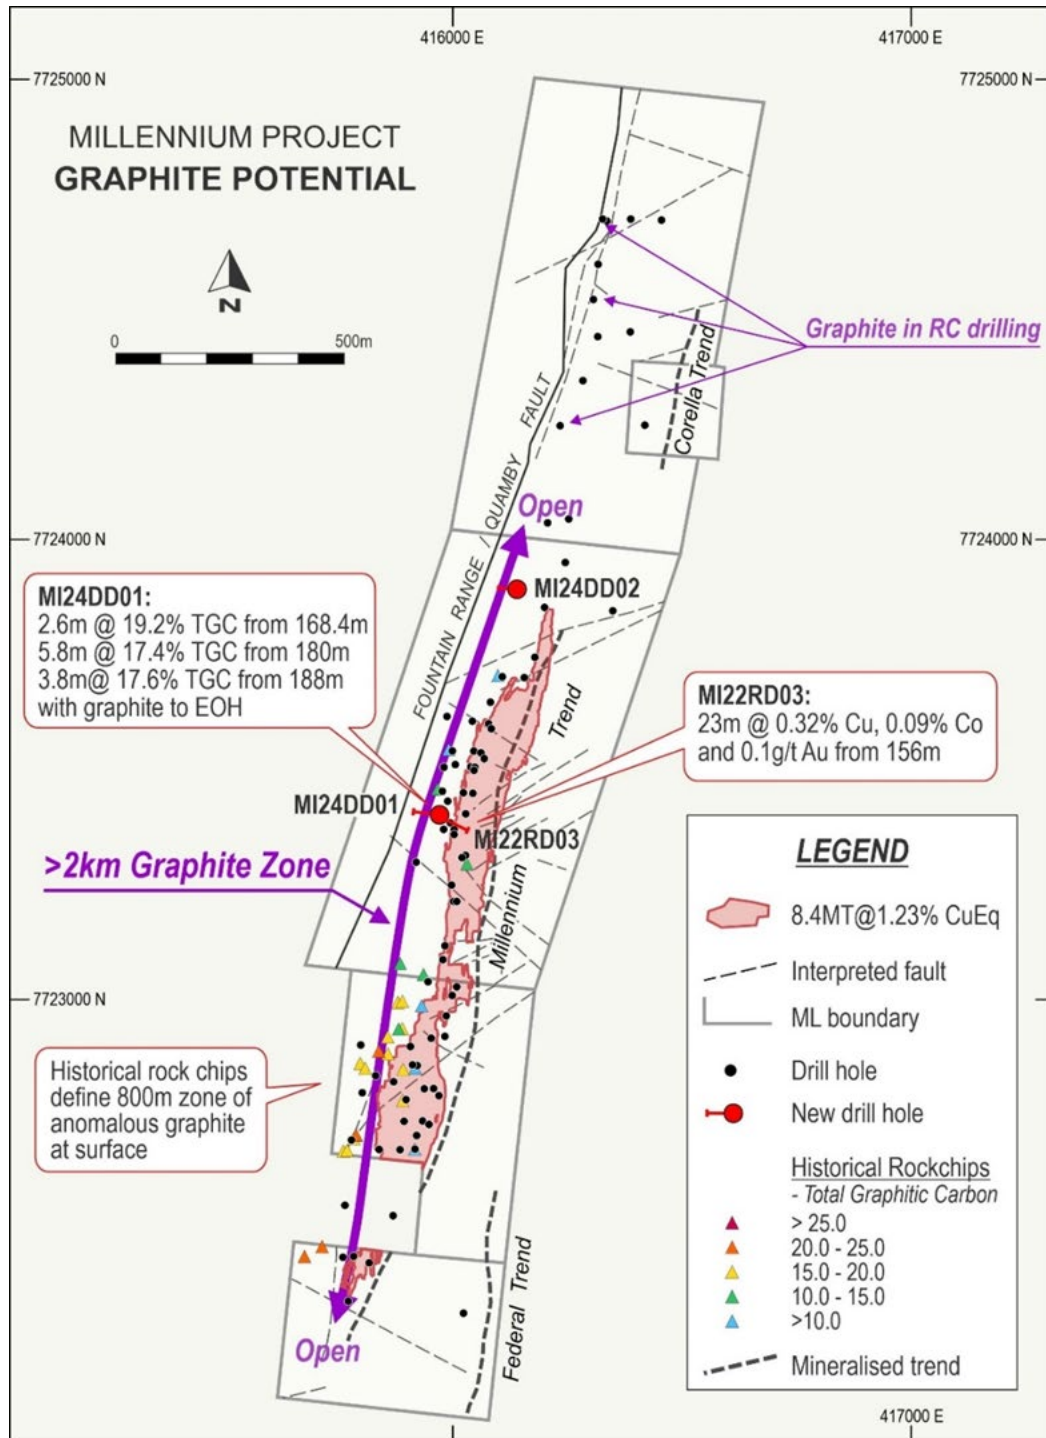 416000 E
417000 E
7725000 N
7725000 N
MILLENNIUM PROJECT
GRAPHITE POTENTIAL
N
0
500m
Graphite in RC drilling
Corella Trend
FOUNTAIN RANGE / QUAMBY FAULT
Open
7724000 N
7724000 N
MI24DD02
MI24DD01:
2.6m @ 19.2% TGC from 168.4m
5.8m @ 17.4% TGC from 180m
3.8m@ 17.6% TGC from 188m
with graphite to EOH
MI22RD03:
23m @ 0.32% Cu, 0.09% Co
and 0.1g/t Au from 156m
MI24DD01
MI22RD03
Millennium Trend
>2km Graphite Zone
7723000 N
Historical rock chips
define 800m zone of
anomalous graphite
at surface
Federal Trend
Open
LEGEND
8.4MT@1.23% CuEq
Interpreted fault
ML boundary
Drill hole
New drill hole
Historical Rockchips
- Total Graphitic Carbon
> 25.0
20.0 - 25.0
15.0 - 20.0
10.0 - 15.0
>10.0
Mineralised trend
417000 E